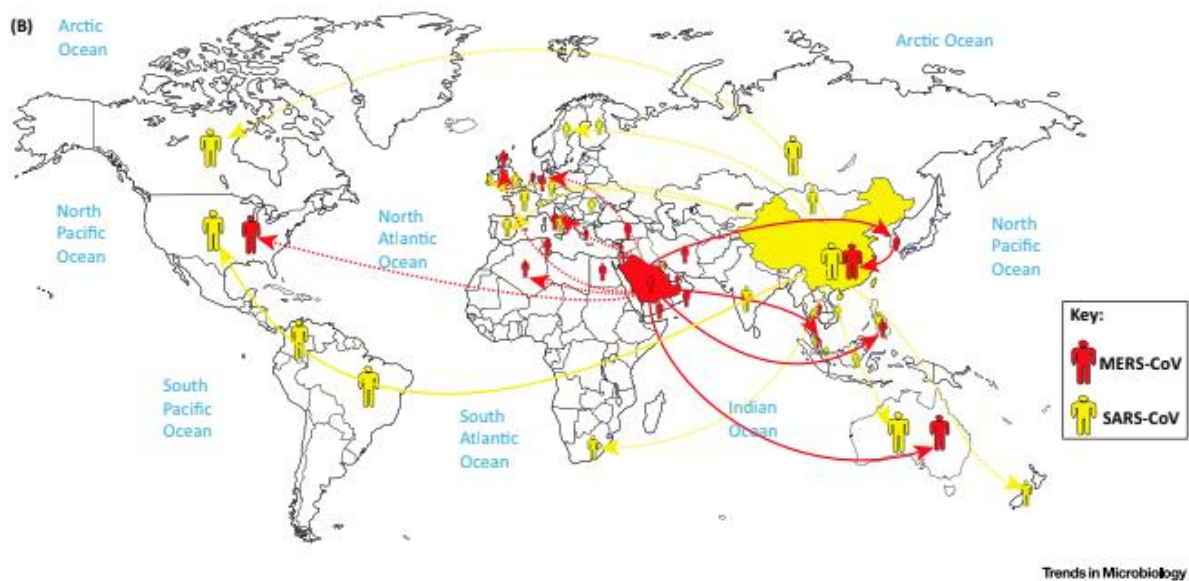 (B)
Arctic
Ocean
Arctic Ocean
North
Pacific
Ocean
North
Atlantic
Ocean
North
Pacific
Ocean
Key:
MERS-CoV
SARS-CoV
South
Pacific
Ocean
South
Atlantic
Ocean
Indian
Ocean
Trends in Microbiology